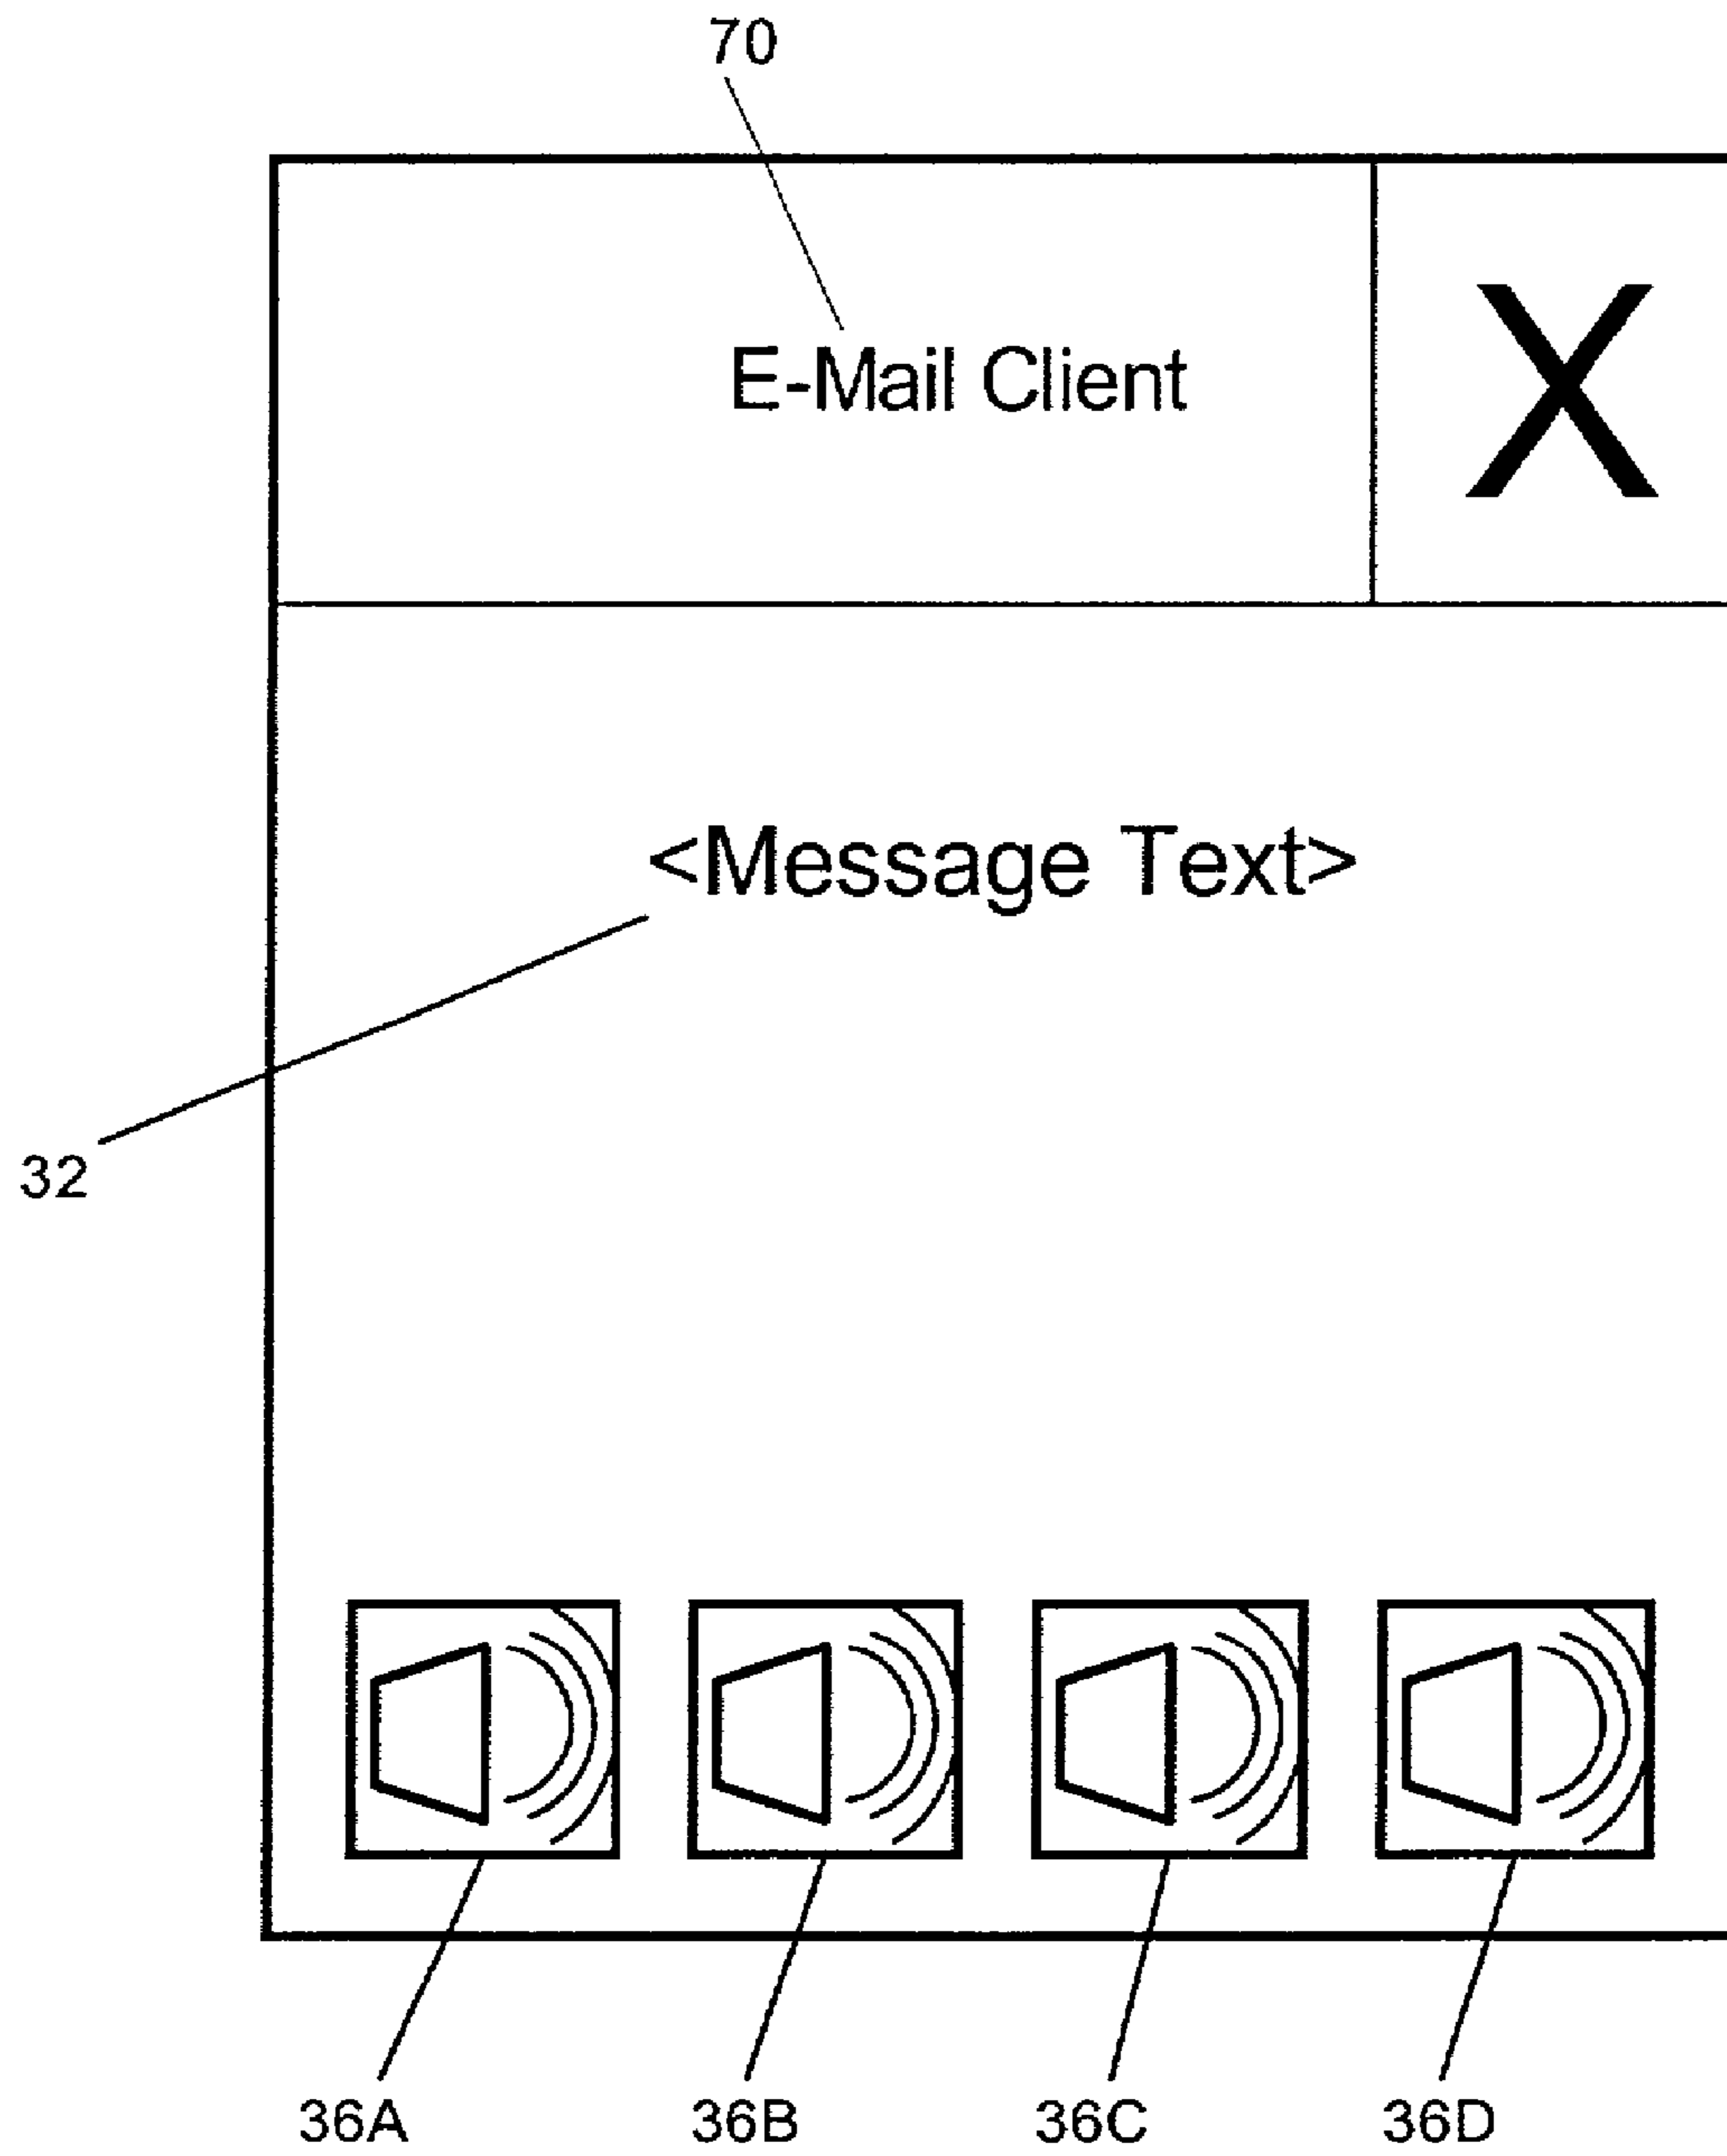 70
E-Mail Client
X
<Message Text>
32
36A
36B
36C
36D